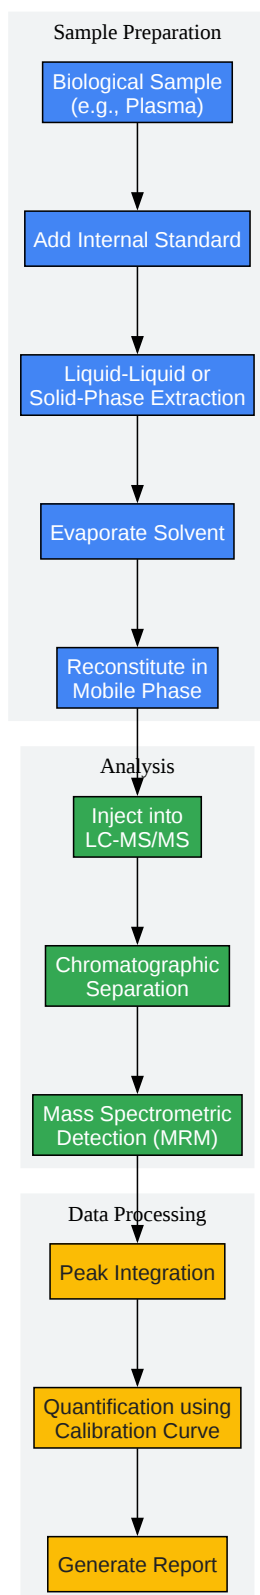 Sample Preparation
Biological Sample
(e.g., Plasma)
Add Internal Standard
Liquid-Liquid or
Solid-Phase Extraction
Evaporate Solvent
Reconstitute in
Mobile Phase
Analysis
Inject into
LC-MS/MS
Chromatographic
Separation
Mass Spectrometric
Detection (MRM)
Data Processing
Peak Integration
Quantification using
Calibration Curve
Generate Report